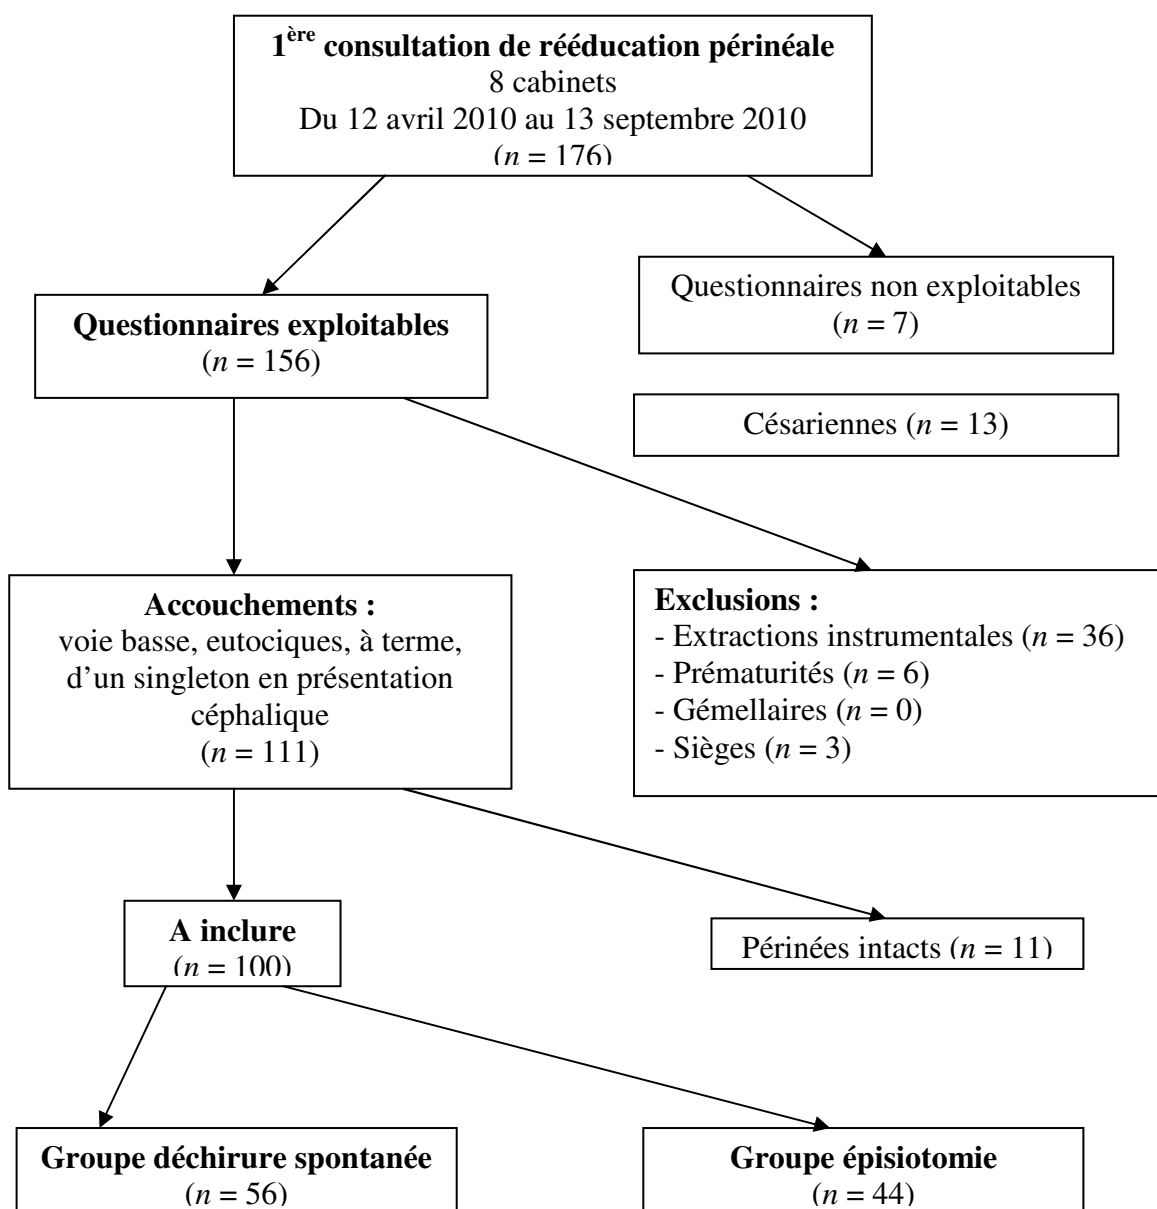 1ère consultation de rééducation périnéale
8 cabinets
Du 12 avril 2010 au 13 septembre 2010
(n = 176)
Questionnaires non exploitables
(n = 7)
Questionnaires exploitables
(n = 156)
Césariennes (n = 13)
Accouchements :
voie basse, eutociques, à terme,
d'un singleton en présentation
céphalique
(n = 111)
Exclusions :
- Extractions instrumentales (n = 36)
- Prématurités (n = 6)
- Gémellaires (n = 0)
- Sièges (n = 3)
A inclure
(n = 100)
Périnées intacts (n = 11)
Groupe déchirure spontanée
(n = 56)
Groupe épisiotomie
(n = 44)